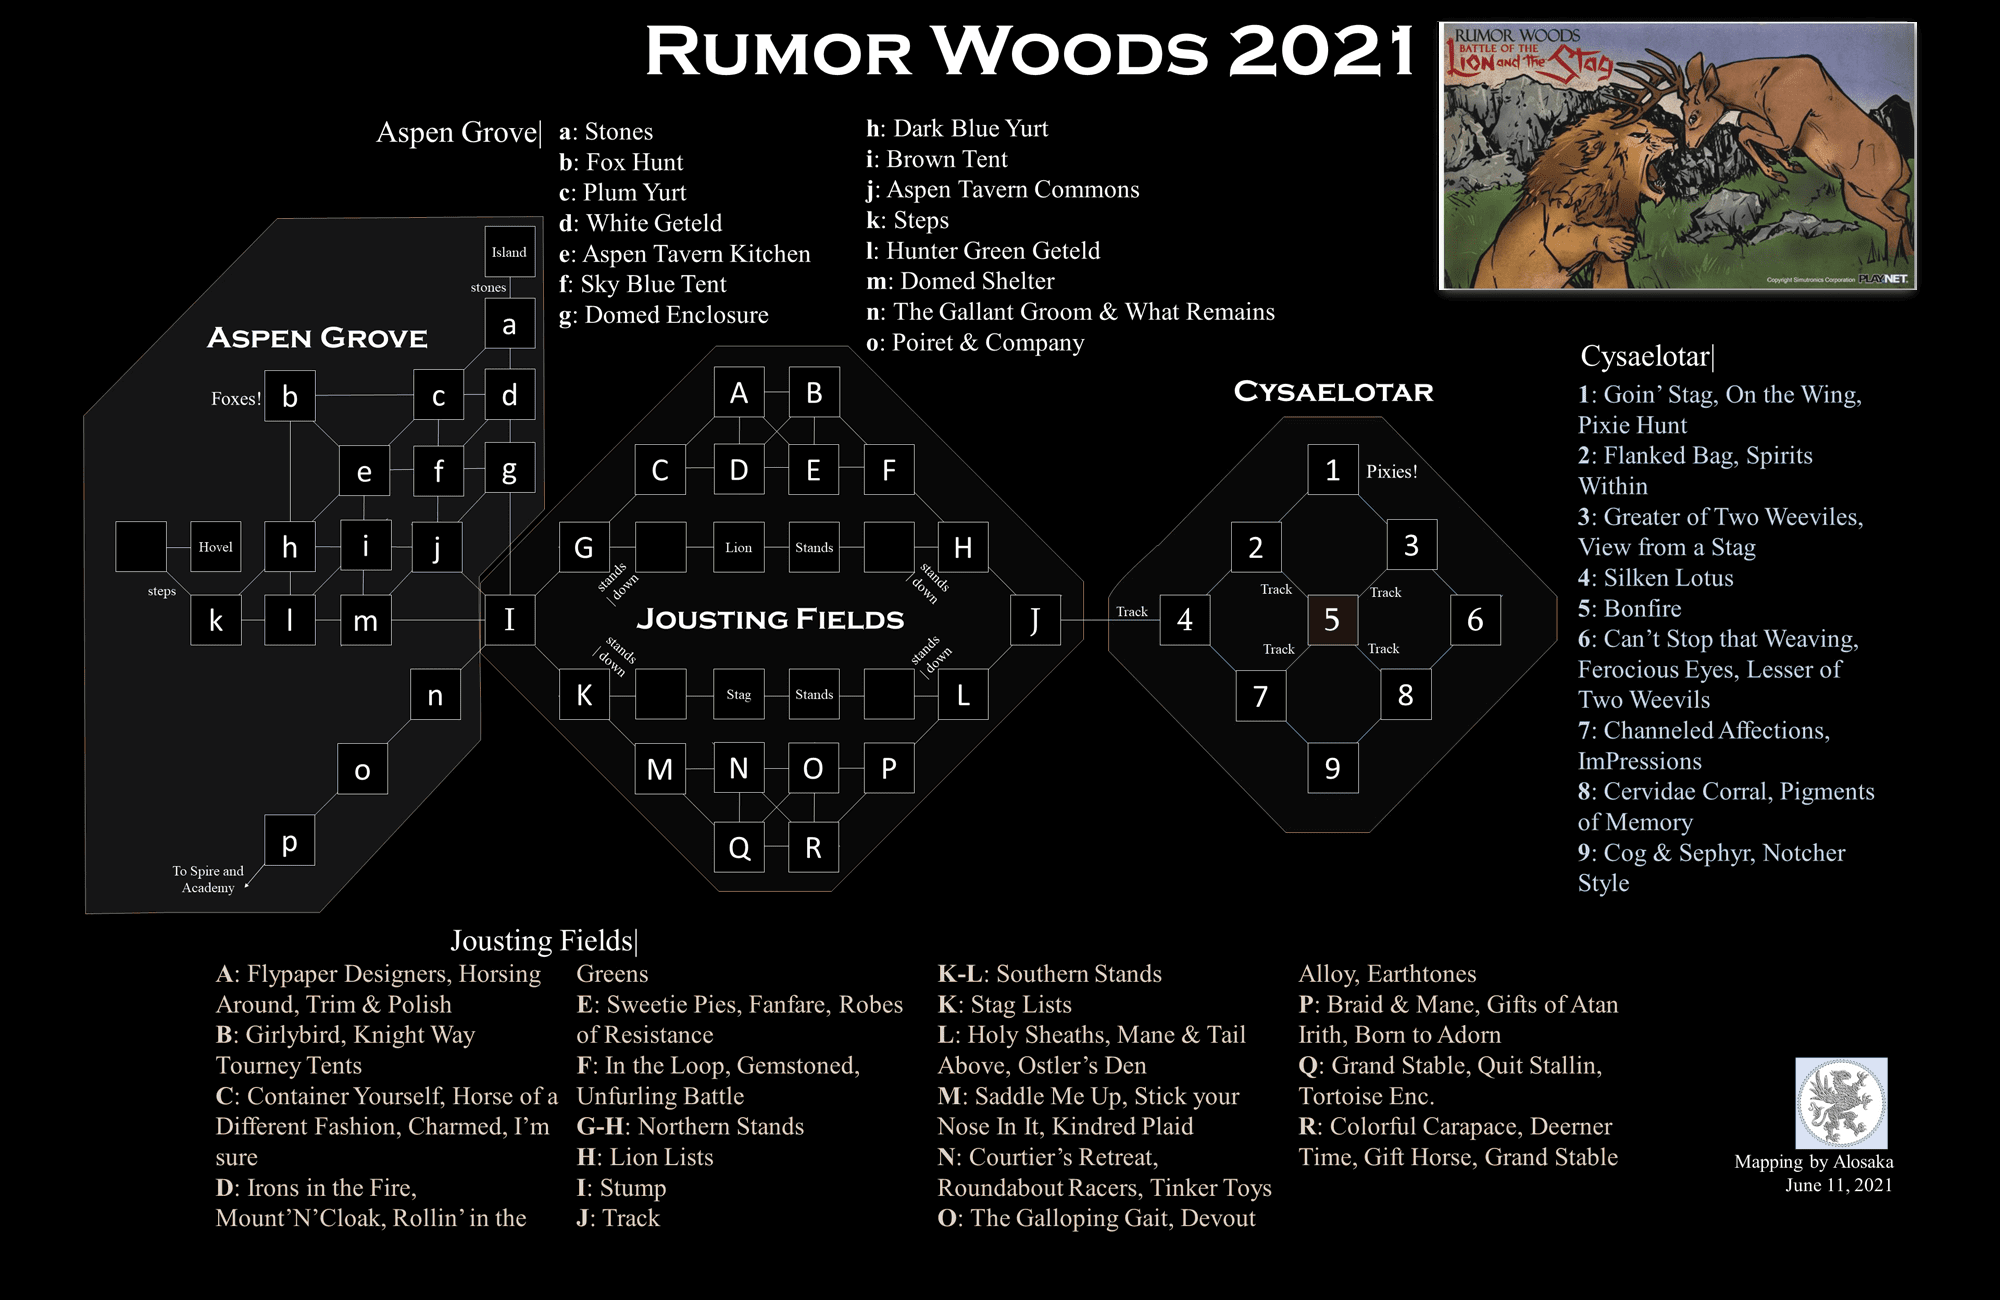 RUMOR WOODS 2021
RUMOR WOODS
BATTLE OF THE
Lion and the Stag
Copyright Simutronics Corporation PLAY.NET.
Aspen Grove|
a: Stones
b: Fox Hunt
c: Plum Yurt
d: White Geteld
e: Aspen Tavern Kitchen
f: Sky Blue Tent
g: Domed Enclosure
h: Dark Blue Yurt
i: Brown Tent
j: Aspen Tavern Commons
k: Steps
l: Hunter Green Geteld
m: Domed Shelter
n: The Gallant Groom & What Remains
o: Poiret & Company
ASPEN GROVE
Island
stones
a
Foxes!
b
c
d
e
f
g
Hovel
h
i
j
steps
k
l
m
I
n
o
p
To Spire and
Academy
A
B
C
D
E
F
G
Lion
Stands
H
stands
| down
stands
| down
JOUSTING FIELDS
J
stands
| down
stands
| down
K
Stag
Stands
L
M
N
O
P
Q
R
CYSAELOTAR
1
Pixies!
2
3
Track
Track
Track
4
5
6
Track
Track
7
8
9
Cysaelotar|
1: Goin’ Stag, On the Wing,
Pixie Hunt
2: Flanked Bag, Spirits
Within
3: Greater of Two Weeviles,
View from a Stag
4: Silken Lotus
5: Bonfire
6: Can’t Stop that Weaving,
Ferocious Eyes, Lesser of
Two Weevils
7: Channeled Affections,
ImPressions
8: Cervidae Corral, Pigments
of Memory
9: Cog & Sephyr, Notcher
Style
Jousting Fields|
A: Flypaper Designers, Horsing
Around, Trim & Polish
B: Girlybird, Knight Way
Tourney Tents
C: Container Yourself, Horse of a
Different Fashion, Charmed, I’m
sure
D: Irons in the Fire,
Mount’N’Cloak, Rollin’ in the
Greens
E: Sweetie Pies, Fanfare, Robes
of Resistance
F: In the Loop, Gemstoned,
Unfurling Battle
G-H: Northern Stands
H: Lion Lists
I: Stump
J: Track
K-L: Southern Stands
K: Stag Lists
L: Holy Sheaths, Mane & Tail
Above, Ostler’s Den
M: Saddle Me Up, Stick your
Nose In It, Kindred Plaid
N: Courtier’s Retreat,
Roundabout Racers, Tinker Toys
O: The Galloping Gait, Devout
Alloy, Earthtones
P: Braid & Mane, Gifts of Atan
Irith, Born to Adorn
Q: Grand Stable, Quit Stallin,
Tortoise Enc.
R: Colorful Carapace, Deerner
Time, Gift Horse, Grand Stable
Mapping by Alosaka
June 11, 2021